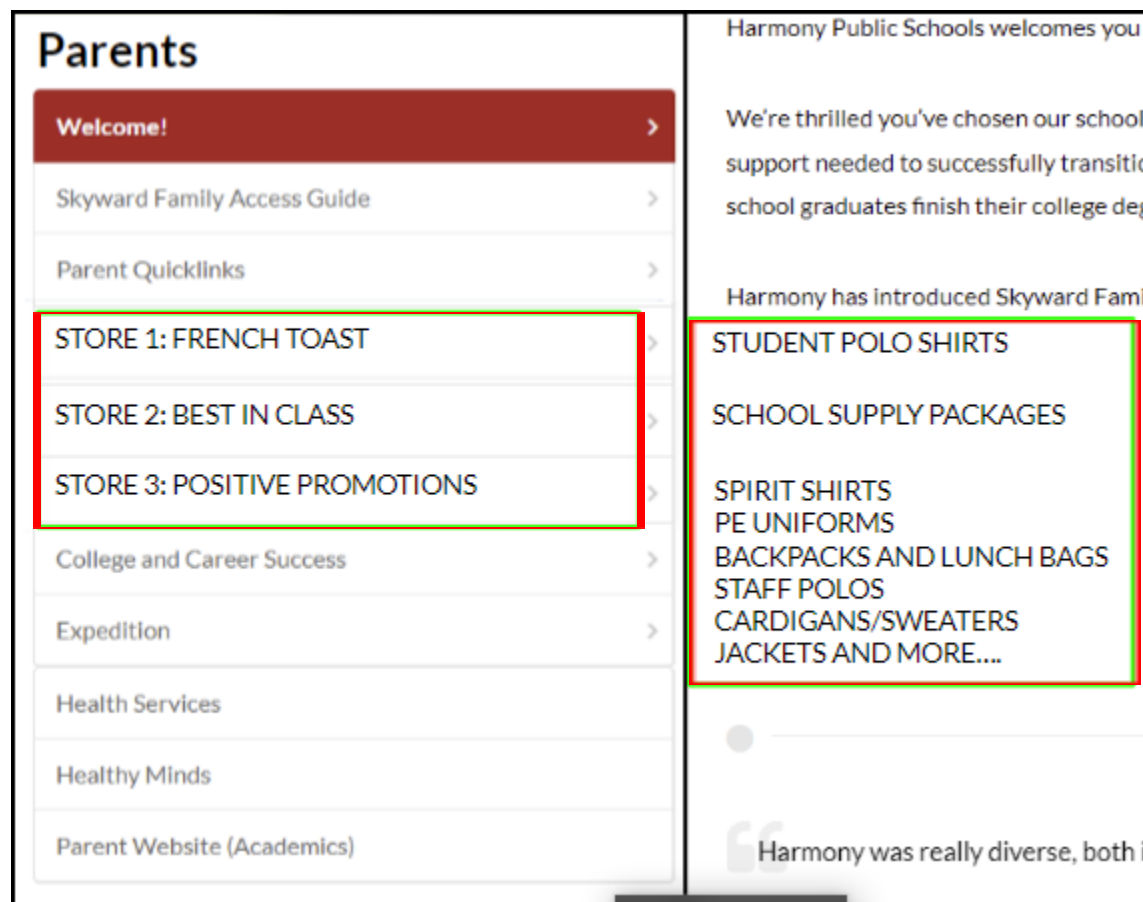 Parents
Welcome!
Skyward Family Access Guide
Parent Quicklinks
STORE 1: FRENCH TOAST
STORE 2: BEST IN CLASS
STORE 3: POSITIVE PROMOTIONS
College and Career Success
Expedition
Health Services
Healthy Minds
Parent Website (Academics)
Harmony Public Schools welcomes you
We're thrilled you've chosen our school
support needed to successfully
school graduates finish their college
Harmony has introduced Skyward
STUDENT POLO SHIRTS
SCHOOL SUPPLY PACKAGES
SPIRIT SHIRTS
PE UNIFORMS
BACKPACKS AND LUNCH BAGS
STAFF POLOS
CARDIGANS/SWEATERS
JACKETS AND MORE....
Harmony was really diverse, both